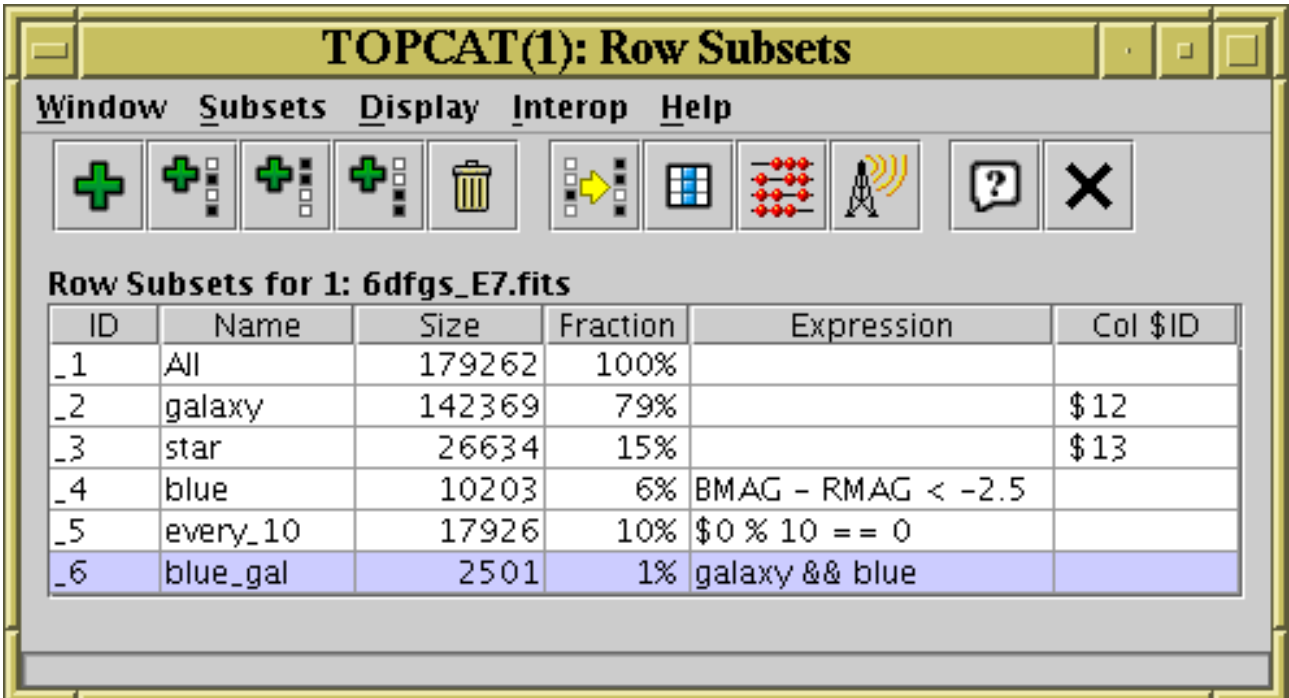 TOPCAT(1): Row Subsets
Window Subsets Display Interop Help
?
Row Subsets for 1: 6dfgs_E7.fits
ID Name Size Fraction Expression Col $ID
_1 All 179262 100%
_2 galaxy 142369 79% $12
_3 star 26634 15% $13
_4 blue 10203 6% BMAG - RMAG < -2.5
_5 every_10 17926 10% $0 % 10 == 0
_6 blue_gal 2501 1% galaxy && blue